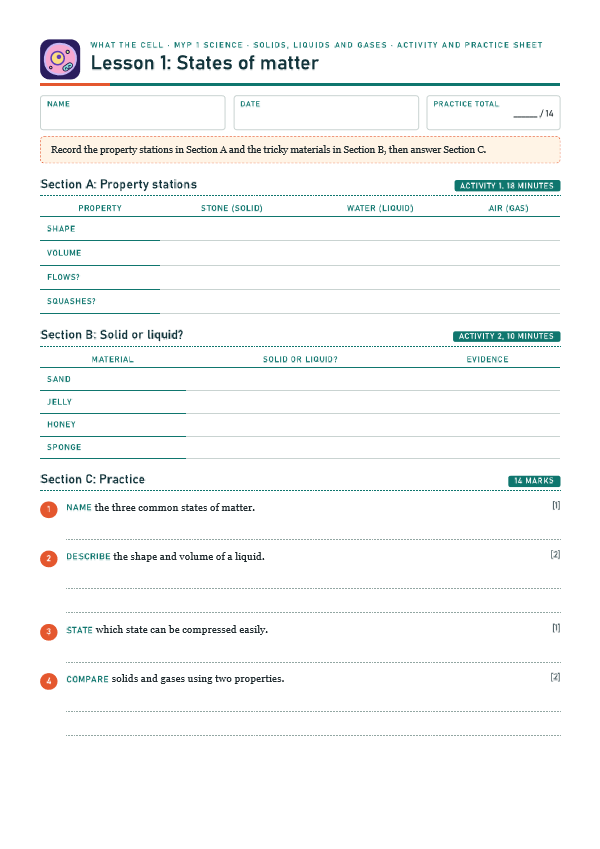 WHAT THE CELL · MYP 1 SCIENCE · SOLIDS, LIQUIDS AND GASES · ACTIVITY AND PRACTICE SHEET
Lesson 1: States of matter
NAME
DATE
PRACTICE TOTAL
_____ / 14
Record the property stations in Section A and the tricky materials in Section B, then answer Section C.
Section A: Property stations
ACTIVITY 1, 18 MINUTES
PROPERTY STONE (SOLID) WATER (LIQUID) AIR (GAS)
SHAPE
VOLUME
FLOWS?
SQUASHES?
Section B: Solid or liquid?
ACTIVITY 2, 10 MINUTES
MATERIAL SOLID OR LIQUID? EVIDENCE
SAND
JELLY
HONEY
SPONGE
Section C: Practice
14 MARKS
1 NAME the three common states of matter. [1]
2 DESCRIBE the shape and volume of a liquid. [2]
3 STATE which state can be compressed easily. [1]
4 COMPARE solids and gases using two properties. [2]